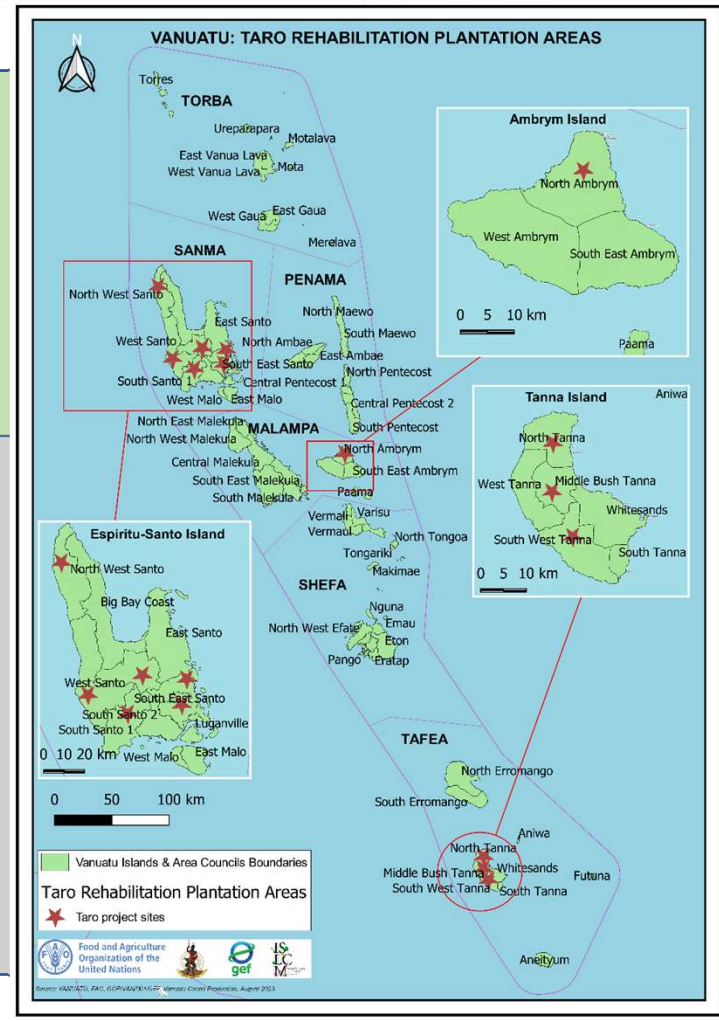 VANUATU: TARO REHABILITATION PLANTATION AREAS
N
Torres
TORBA
Ureparapara
Motalava
East Vanua Lava
West Vanua Lava
Mota
West Gaua
East Gaua
Merelava
SANMA
North West Santo
East Santo
West Santo
South East Santo
South Santo 1
West Malo
East Malo
PENAMA
North Maewo
South Maewo
North Ambae
East Ambae
North Pentecost
Central Pentecost 1
Central Pentecost 2
South Pentecost
MALAMPA
North East Malekula
North West Malekula
Central Malekula
South East Malekula
South Malekula
North Ambrym
South East Ambrym
Paama
Vermali
Varisu
Vermaul
North Tongoa
Tongariki
Makimae
SHEFA
Nguna
North West Efate
Emau
Eton
Pango
Eratap
TAFEA
North Erromango
South Erromango
Aniwa
North Tanna
Whitesands
Middle Bush Tanna
South West Tanna
South Tanna
Futuna
Aneityum
Ambrym Island
North Ambrym
West Ambrym
South East Ambrym
0 5 10 km
Paama
Tanna Island
Aniwa
North Tanna
West Tanna
Middle Bush Tanna
Whitesands
South West Tanna
South Tanna
0 5 10 km
Espiritu-Santo Island
North West Santo
Big Bay Coast
East Santo
West Santo
South East Santo
South Santo 2
South Santo 1
Luganville
West Malo
East Malo
0 10 20 km
0 50 100 km
Vanuatu Islands & Area Councils Boundaries
Taro Rehabilitation Plantation Areas
Taro project sites
FAO
Food and Agriculture
Organization of the
United Nations
gef